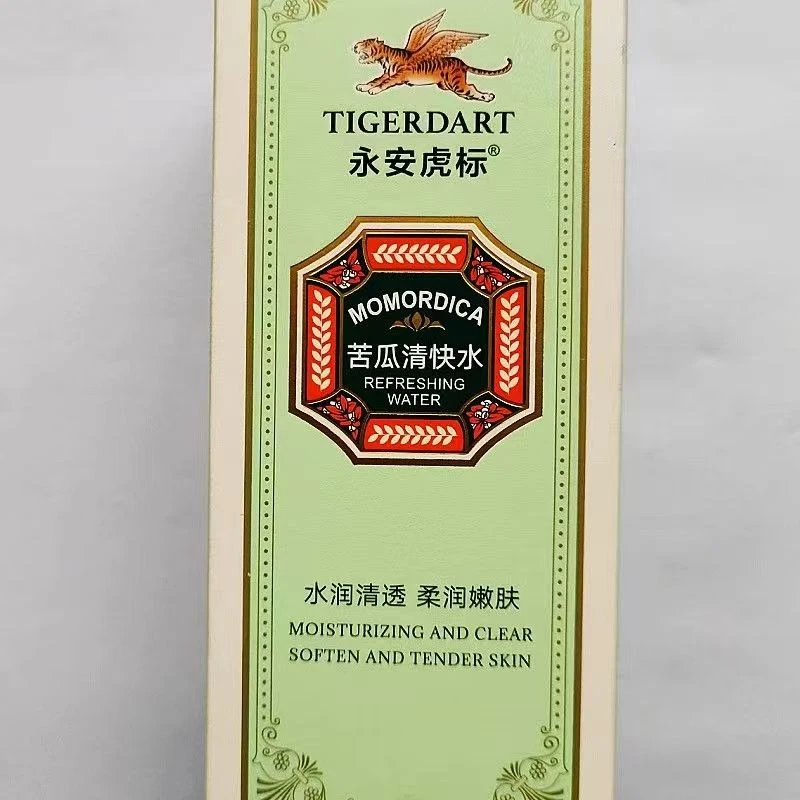 TIGERDART
永安虎标®
MOMORDICA
苦瓜清快水
REFRESHING
WATER
水润清透 柔润嫩肤
MOISTURIZING AND CLEAR
SOFTEN AND TENDER SKIN